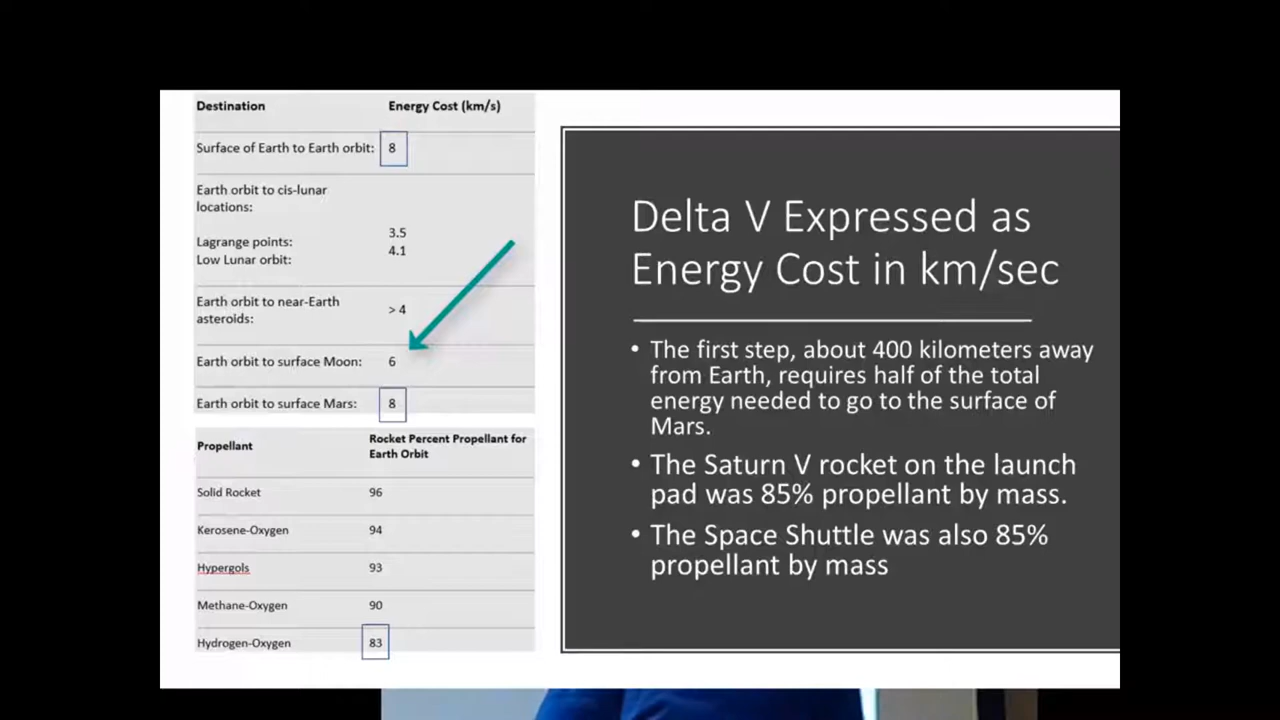 Destination Energy Cost (km/s)
Surface of Earth to Earth orbit: 8
Earth orbit to cis-lunar
locations:
Lagrange points: 3.5
Low Lunar orbit: 4.1
Earth orbit to near-Earth
asteroids: > 4
Earth orbit to surface Moon: 6
Earth orbit to surface Mars: 8
Propellant Rocket Percent Propellant for
Earth Orbit
Solid Rocket 96
Kerosene-Oxygen 94
Hypergols 93
Methane-Oxygen 90
Hydrogen-Oxygen 83
Delta V Expressed as
Energy Cost in km/sec
• The first step, about 400 kilometers away
from Earth, requires half of the total
energy needed to go to the surface of
Mars.
• The Saturn V rocket on the launch
pad was 85% propellant by mass.
• The Space Shuttle was also 85%
propellant by mass